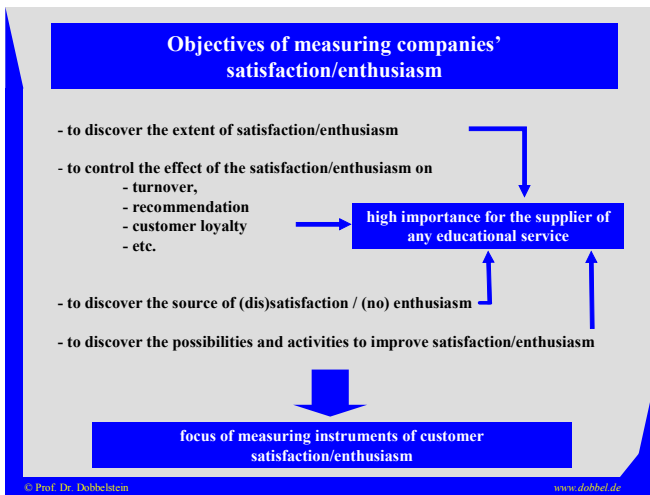 Objectives of measuring companies’
satisfaction/enthusiasm
- to discover the extent of satisfaction/enthusiasm
- to control the effect of the satisfaction/enthusiasm on
- turnover,
- recommendation
- customer loyalty
- etc.
high importance for the supplier of
any educational service
- to discover the source of (dis)satisfaction / (no) enthusiasm
- to discover the possibilities and activities to improve satisfaction/enthusiasm
focus of measuring instruments of customer
satisfaction/enthusiasm
© Prof. Dr. Dobbelstein
www.dobbel.de